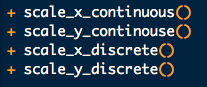 + scale_x_continuous()
+ scale_y_continouse()
+ scale_x_discrete()
+ scale_y_discrete()